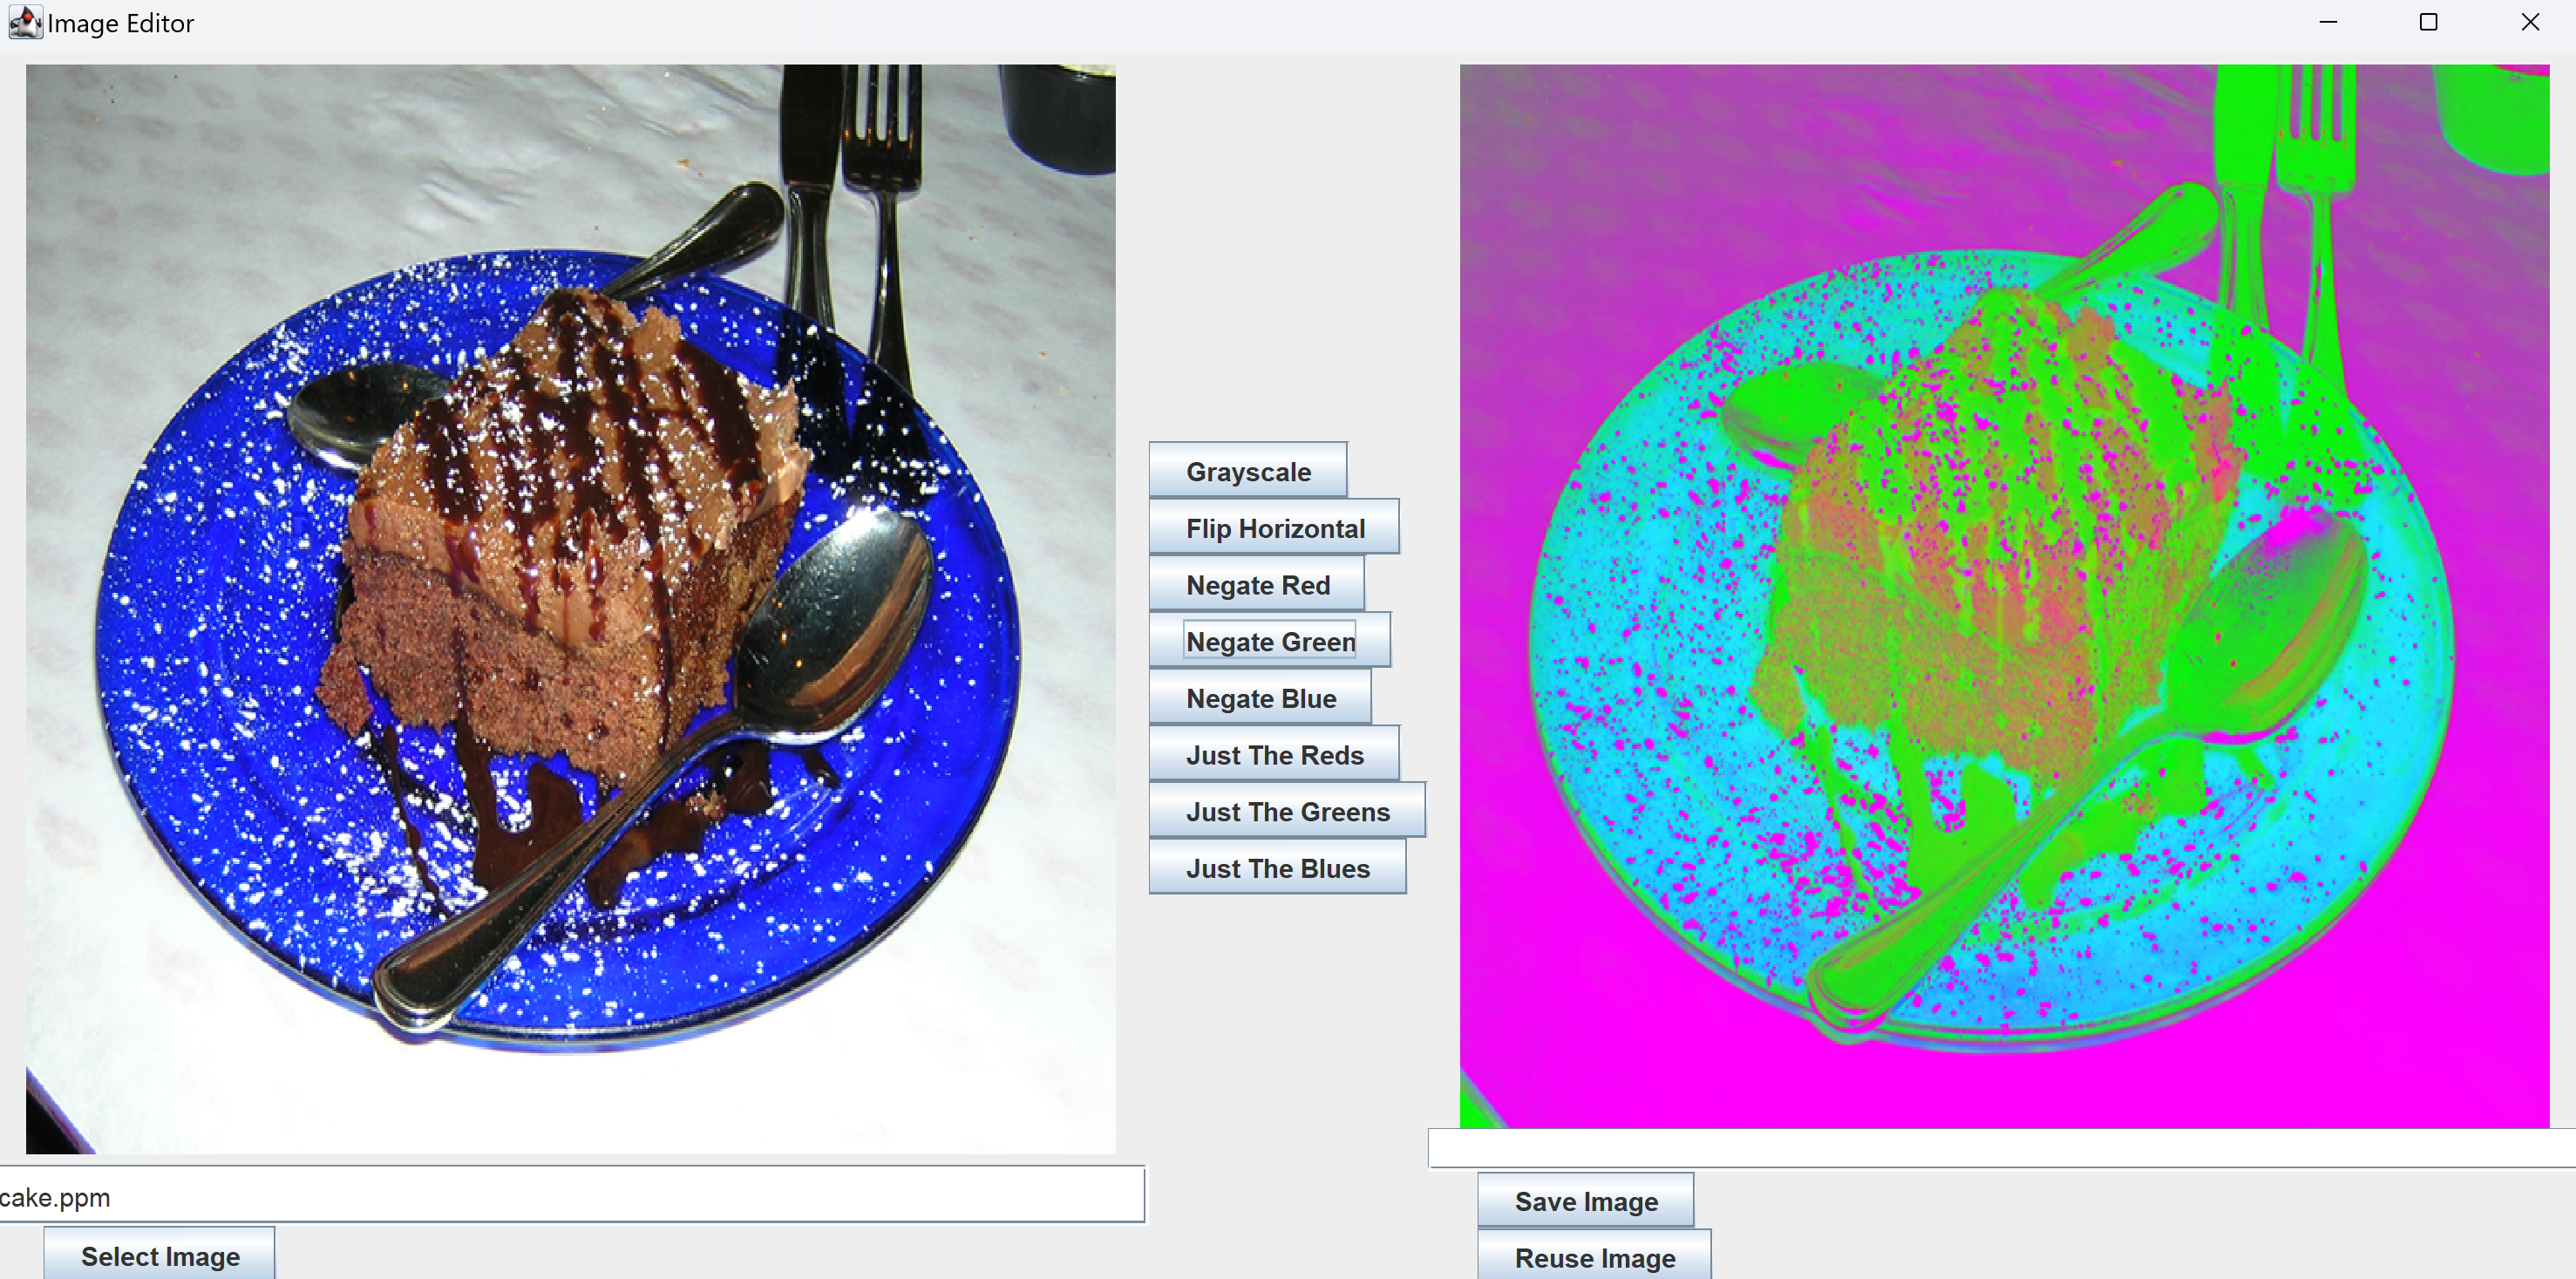 Image Editor
Grayscale
Flip Horizontal
Negate Red
Negate Green
Negate Blue
Just The Reds
Just The Greens
Just The Blues
cake.ppm
Select Image
Save Image
Reuse Image